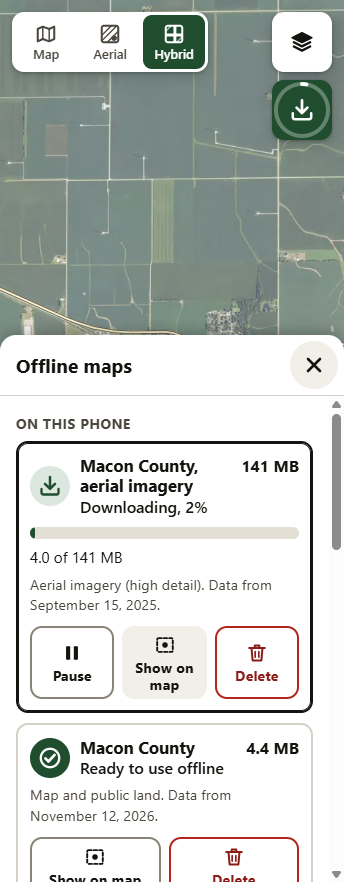 Map
Aerial
Hybrid
Offline maps
ON THIS PHONE
Macon County,
aerial imagery
141 MB
Downloading, 2%
4.0 of 141 MB
Aerial imagery (high detail). Data from
September 15, 2025.
Pause
Show on
map
Delete
Macon County
4.4 MB
Ready to use offline
Map and public land. Data from
November 12, 2026.
Show on map
Delete